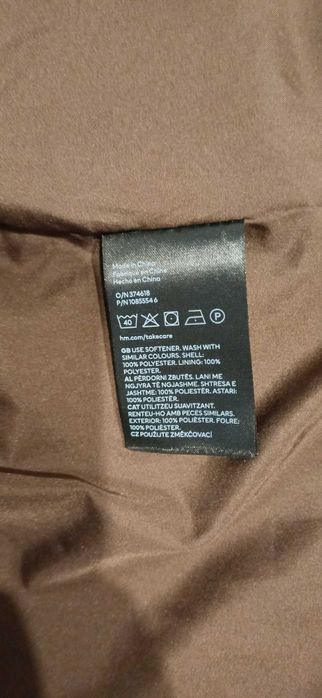 Made in China
Fabriqué en Chine
Hecho en China
O/N 374618
P/N 1085554 6
40 P
hm.com/takecare
GB USE SOFTENER. WASH WITH
SIMILAR COLOURS. SHELL:
100% POLYESTER. LINING: 100%
POLYESTER.
AL PËRDORNI ZBUTËS. LANI ME
NGJYRA TË NGJASHME. SHTRESA E
JASHTME: 100% POLIESTËR. ASTARI:
100% POLIESTËR.
CAT UTILITZEU SUAVITZANT.
RENTEU-HO AMB PECES SIMILARS.
EXTERIOR: 100% POLIÈSTER. FOLRE:
100% POLIÈSTER.
CZ POUŽIJTE ZMĚKČOVACÍ